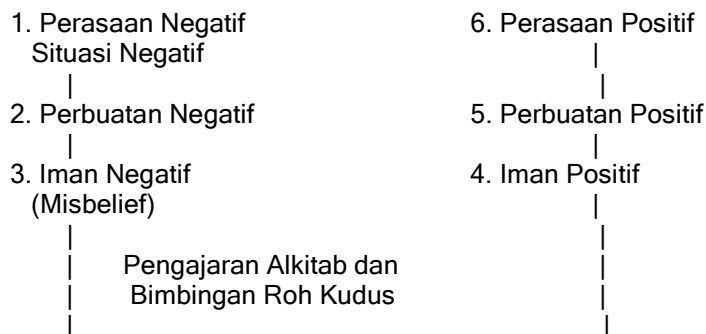 1. Perasaan Negatif 6. Perasaan Positif
Situasi Negatif
2. Perbuatan Negatif 5. Perbuatan Positif
3. Iman Negatif 4. Iman Positif
(Misbelief)
Pengajaran Alkitab dan
Bimbingan Roh Kudus